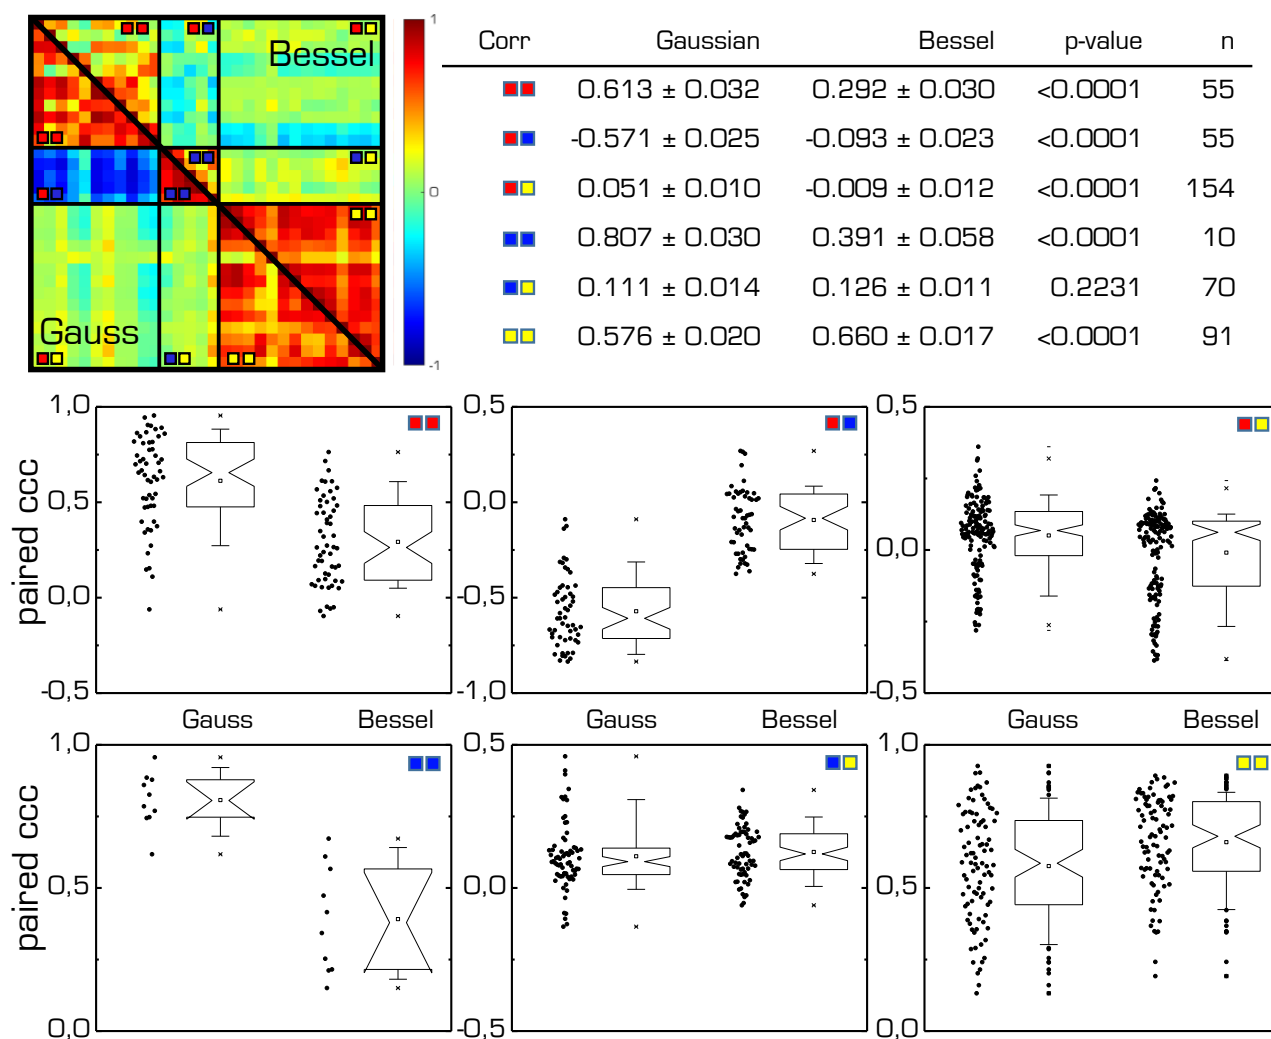 Bessel
Gauss
1
0
-1
Corr Gaussian Bessel p-value n
0.613 ± 0.032 0.292 ± 0.030 <0.0001 55
-0.571 ± 0.025 -0.093 ± 0.023 <0.0001 55
0.051 ± 0.010 -0.009 ± 0.012 <0.0001 154
0.807 ± 0.030 0.391 ± 0.058 <0.0001 10
0.111 ± 0.014 0.126 ± 0.011 0.2231 70
0.576 ± 0.020 0.660 ± 0.017 <0.0001 91
paired ccc
1,0
0,5
0,0
-0,5
0,5
0,0
-0,5
-1,0
0,5
0,0
-0,5
Gauss Bessel Gauss Bessel Gauss Bessel
paired ccc
1,0
0,5
0,0
0,5
0,0
-0,5
1,0
0,5
0,0